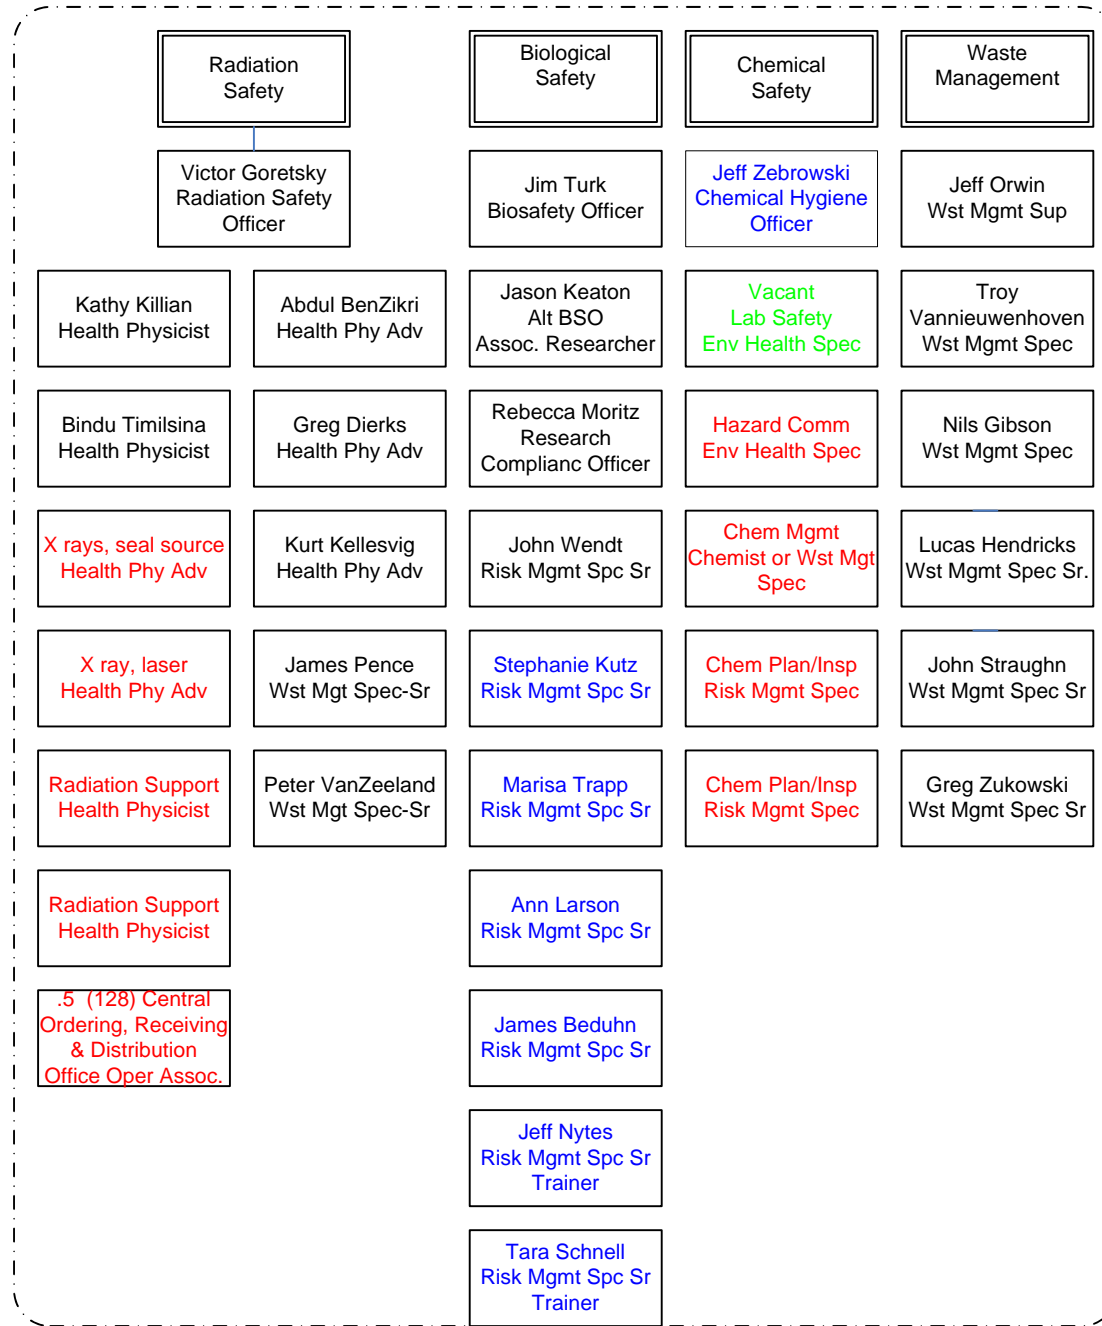 Radiation
Safety
Biological
Safety
Chemical
Safety
Waste
Management
Victor Goretsky
Radiation Safety
Officer
Jim Turk
Biosafety Officer
Jeff Zebrowski
Chemical Hygiene
Officer
Jeff Orwin
Wst Mgmt Sup
Kathy Killian
Health Physicist
Abdul BenZikri
Health Phy Adv
Jason Keaton
Alt BSO
Assoc. Researcher
Vacant
Lab Safety
Env Health Spec
Troy
Vannieuwenhoven
Wst Mgmt Spec
Bindu Timilsina
Health Physicist
Greg Dierks
Health Phy Adv
Rebecca Moritz
Research
Complianc Officer
Hazard Comm
Env Health Spec
Nils Gibson
Wst Mgmt Spec
X rays, seal source
Health Phy Adv
Kurt Kellesvig
Health Phy Adv
John Wendt
Risk Mgmt Spc Sr
Chem Mgmt
Chemist or Wst Mgt
Spec
Lucas Hendricks
Wst Mgmt Spec Sr.
X ray, laser
Health Phy Adv
James Pence
Wst Mgt Spec-Sr
Stephanie Kutz
Risk Mgmt Spc Sr
Chem Plan/Insp
Risk Mgmt Spec
John Straughn
Wst Mgmt Spec Sr
Radiation Support
Health Physicist
Peter VanZeeland
Wst Mgt Spec-Sr
Marisa Trapp
Risk Mgmt Spc Sr
Chem Plan/Insp
Risk Mgmt Spec
Greg Zukowski
Wst Mgmt Spec Sr
Radiation Support
Health Physicist
Ann Larson
Risk Mgmt Spc Sr
.5 (128) Central
Ordering, Receiving
& Distribution
Office Oper Assoc.
James Beduhn
Risk Mgmt Spc Sr
Jeff Nytes
Risk Mgmt Spc Sr
Trainer
Tara Schnell
Risk Mgmt Spc Sr
Trainer